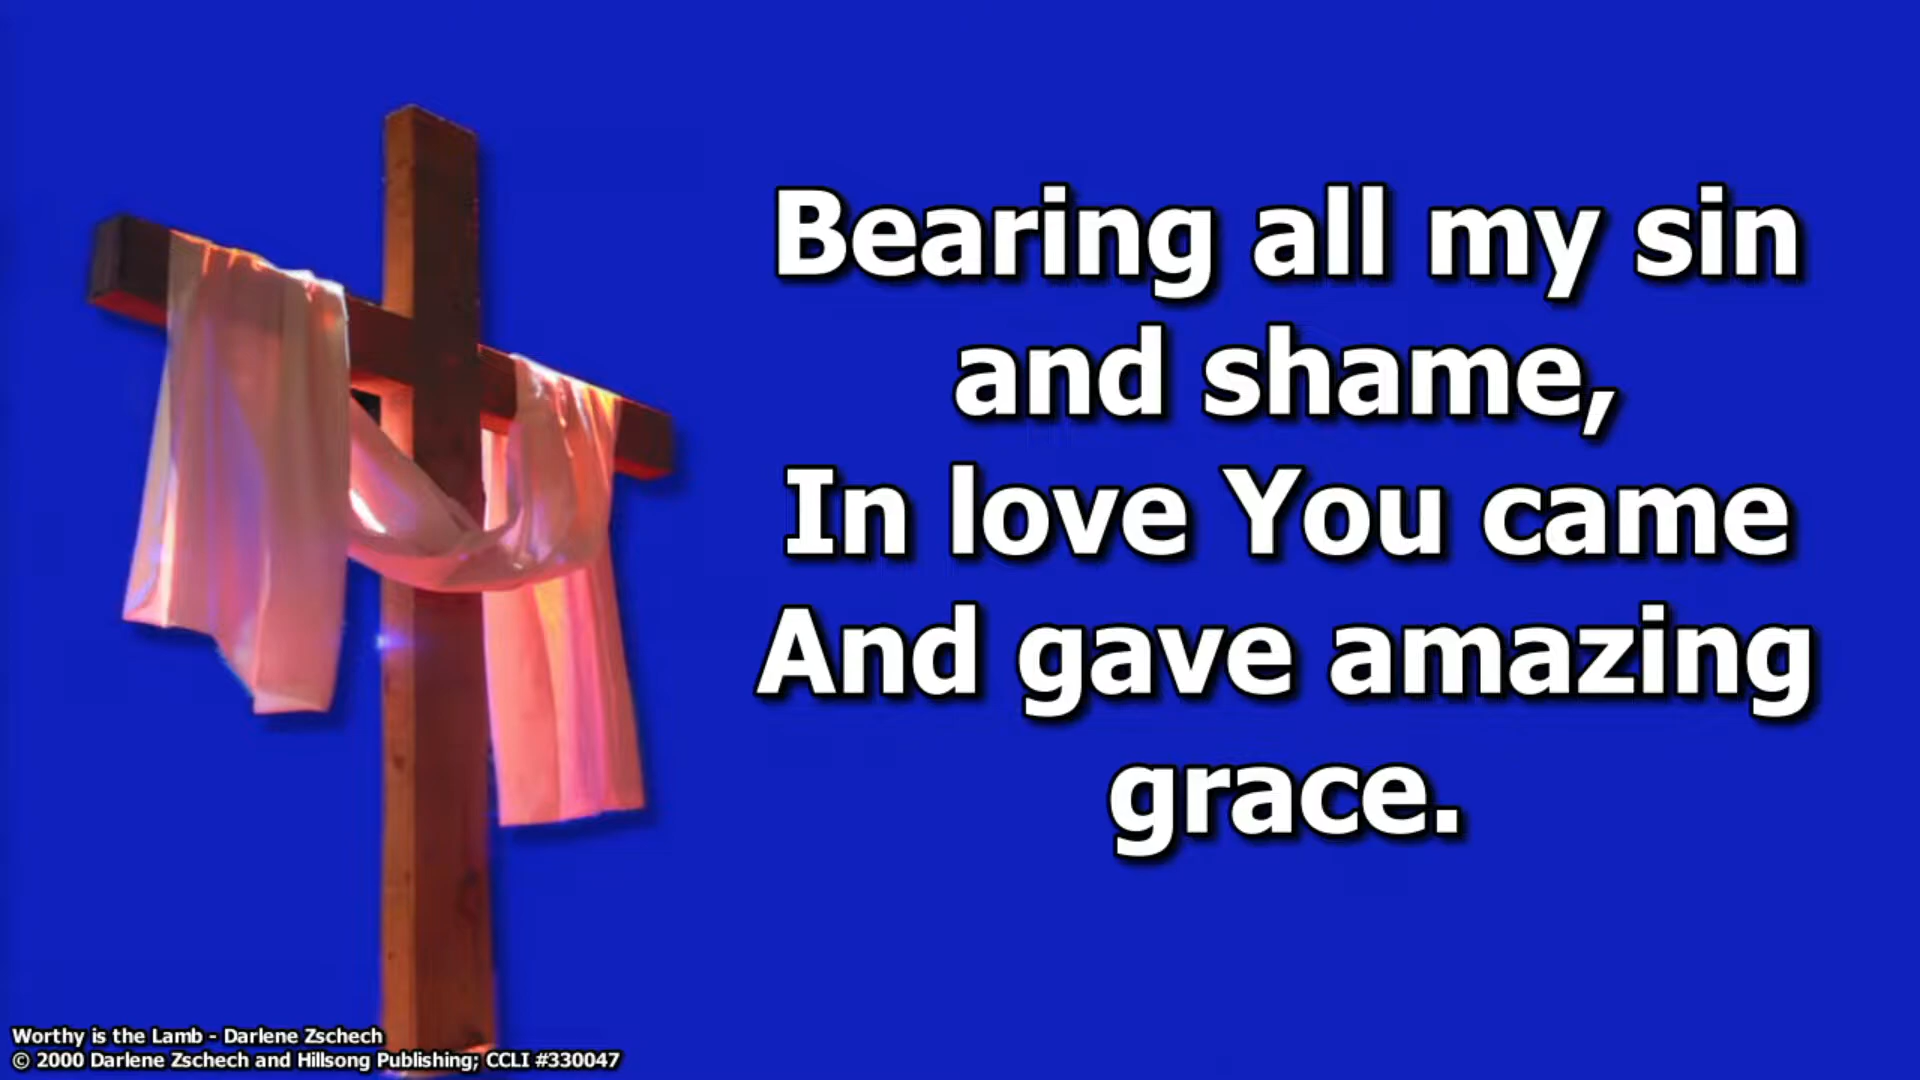 Bearing all my sin
and shame,
In love You came
And gave amazing
grace.
Worthy is the Lamb - Darlene Zschech
© 2000 Darlene Zschech and Hillsong Publishing; CCLI #330047